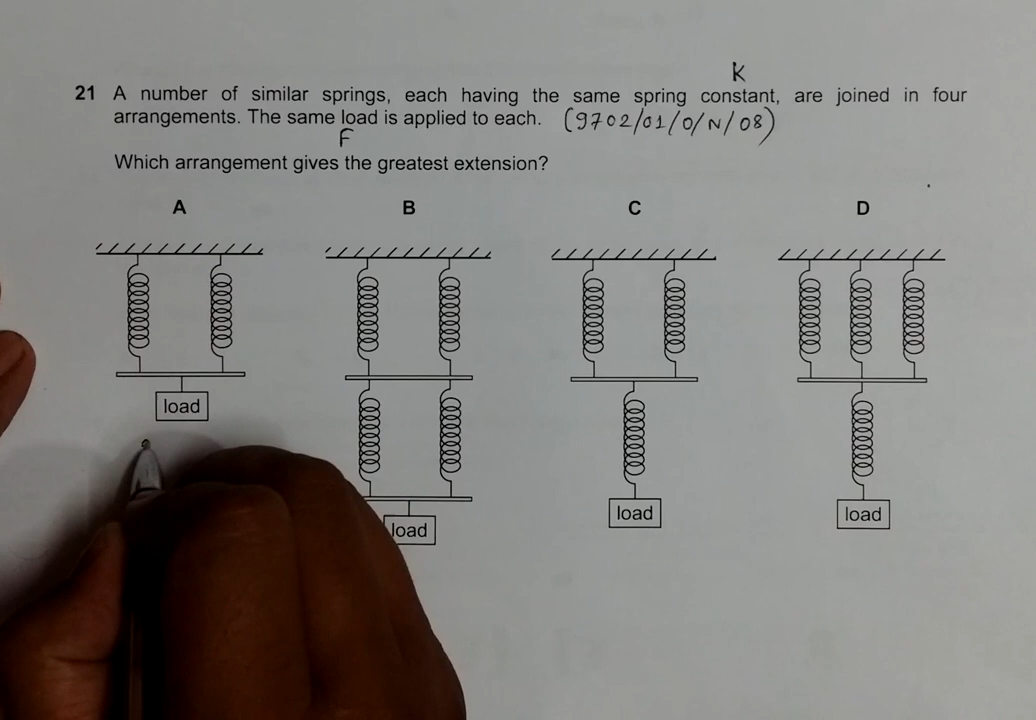 K
21 A number of similar springs, each having the same spring constant, are joined in four
arrangements. The same load is applied to each. (9702/01/O/N/08)
F
Which arrangement gives the greatest extension?
A B C D
load
load
load
load